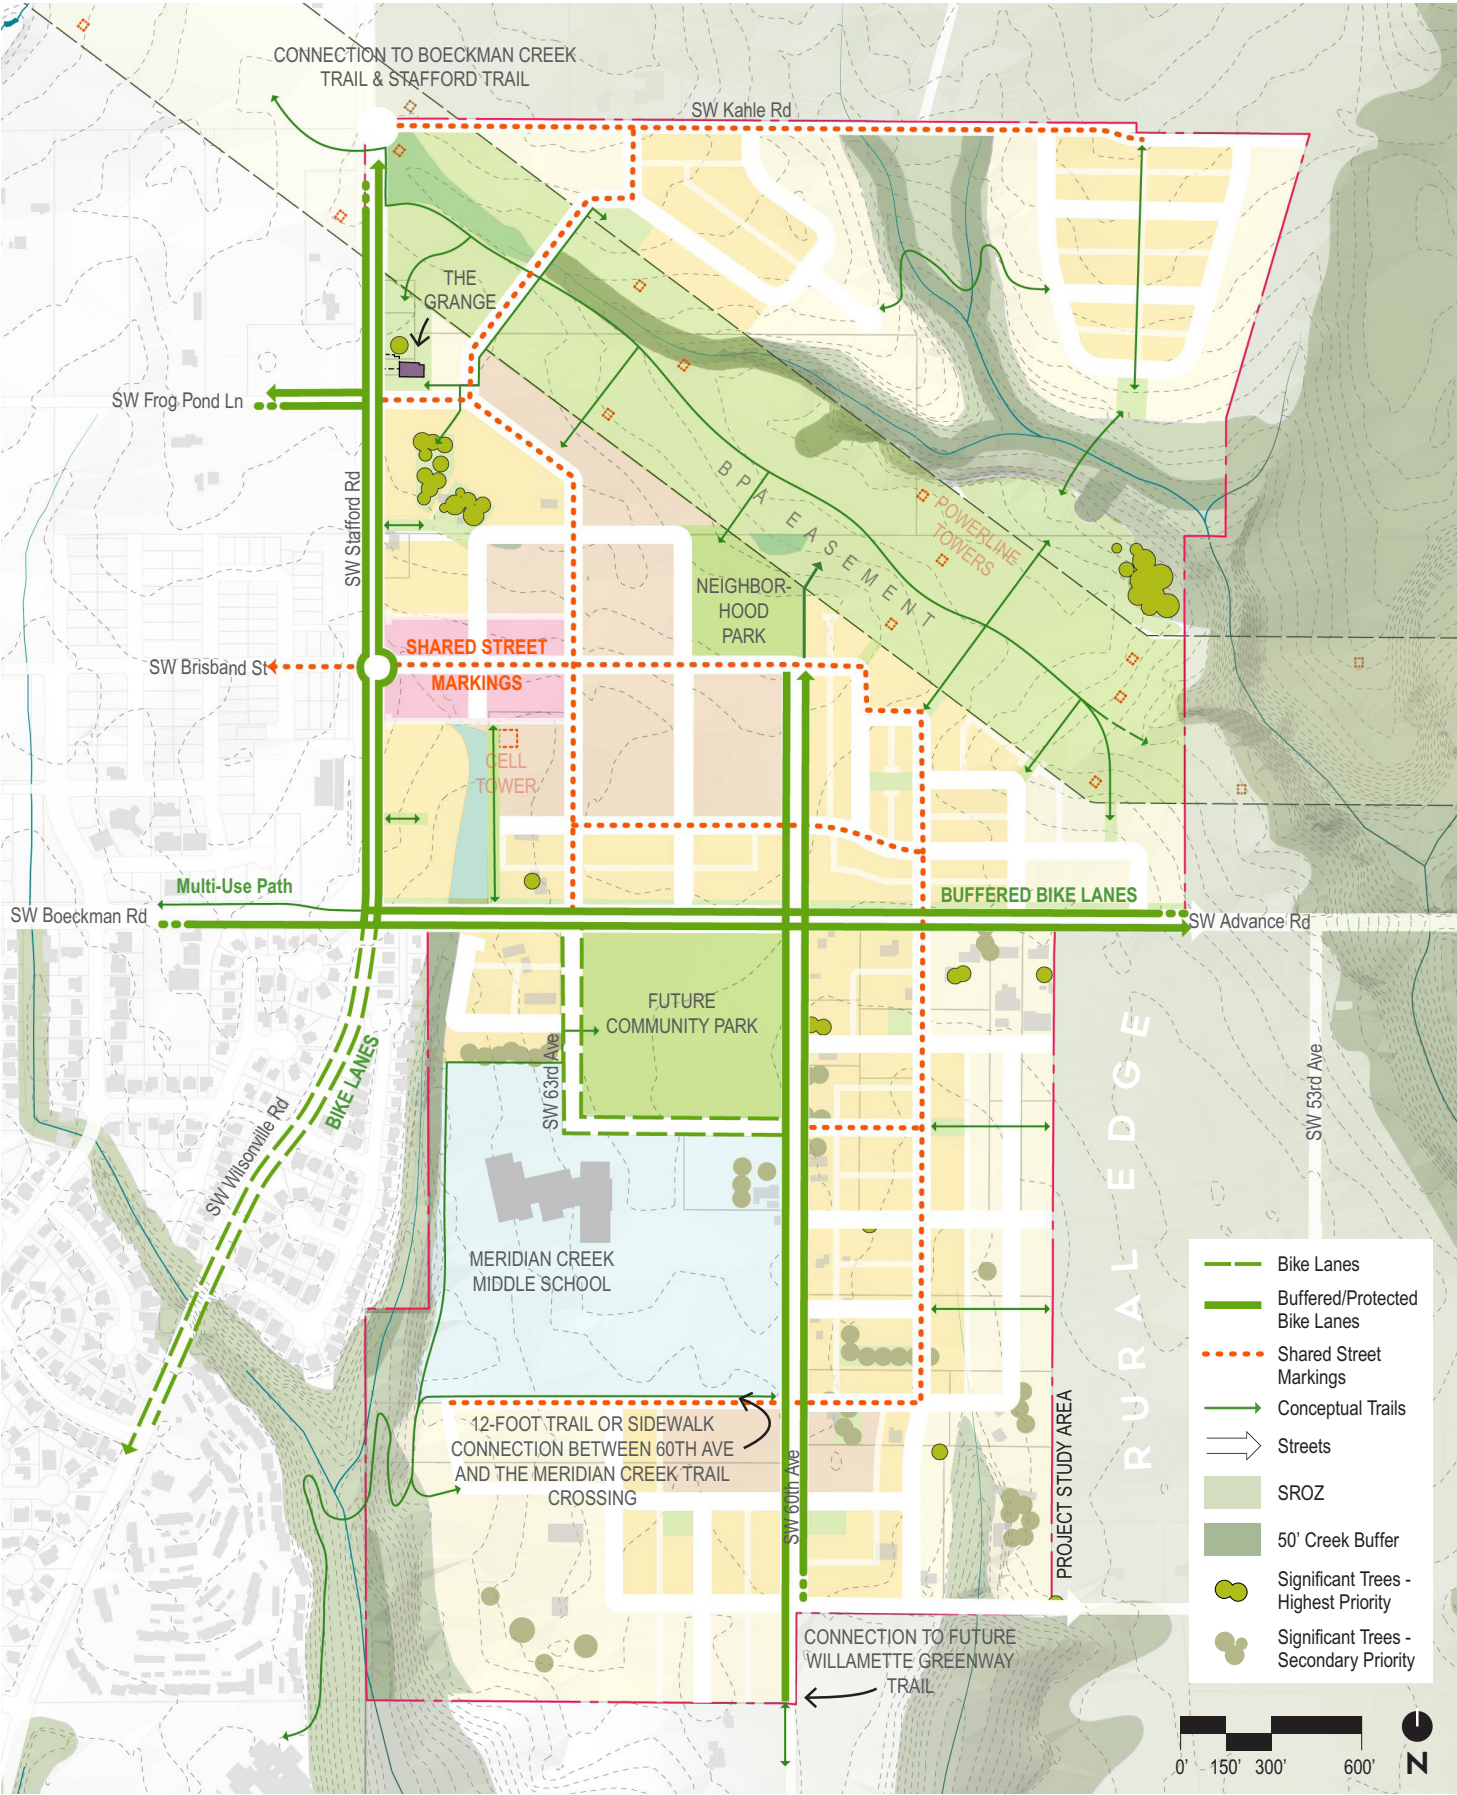 CONNECTION TO BOECKMAN CREEK
TRAIL & STAFFORD TRAIL
SW Kahle Rd
THE
GRANGE
SW Frog Pond Ln
SW Stafford Rd
BPA EASEMENT
POWERLINE
TOWERS
NEIGHBOR-
HOOD
PARK
SHARED STREET
MARKINGS
SW Brisband St
CELL
TOWER
Multi-Use Path
BUFFERED BIKE LANES
SW Boeckman Rd
SW Advance Rd
FUTURE
COMMUNITY PARK
SW 63rd Ave
BIKE LANES
SW Wilsonville Rd
RURAL EDGE
SW 53rd Ave
MERIDIAN CREEK
MIDDLE SCHOOL
12-FOOT TRAIL OR SIDEWALK
CONNECTION BETWEEN 60TH AVE
AND THE MERIDIAN CREEK TRAIL
CROSSING
SW 60th Ave
PROJECT STUDY AREA
CONNECTION TO FUTURE
WILLAMETTE GREENWAY
TRAIL
Bike Lanes
Buffered/Protected
Bike Lanes
Shared Street
Markings
Conceptual Trails
Streets
SROZ
50' Creek Buffer
Significant Trees -
Highest Priority
Significant Trees -
Secondary Priority
0' 150' 300' 600'
N